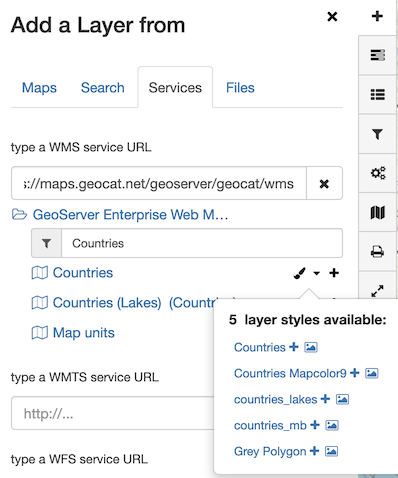 Add a Layer from
Maps Search Services Files
type a WMS service URL
s://maps.geocat.net/geoserver/geocat/wms
GeoServer Enterprise Web M...
Countries
Countries
Countries (Lakes) (Countri
Map units
5 layer styles available:
Countries
Countries Mapcolor9
countries_lakes
countries_mb
Grey Polygon
type a WMTS service URL
http://...
type a WFS service URL